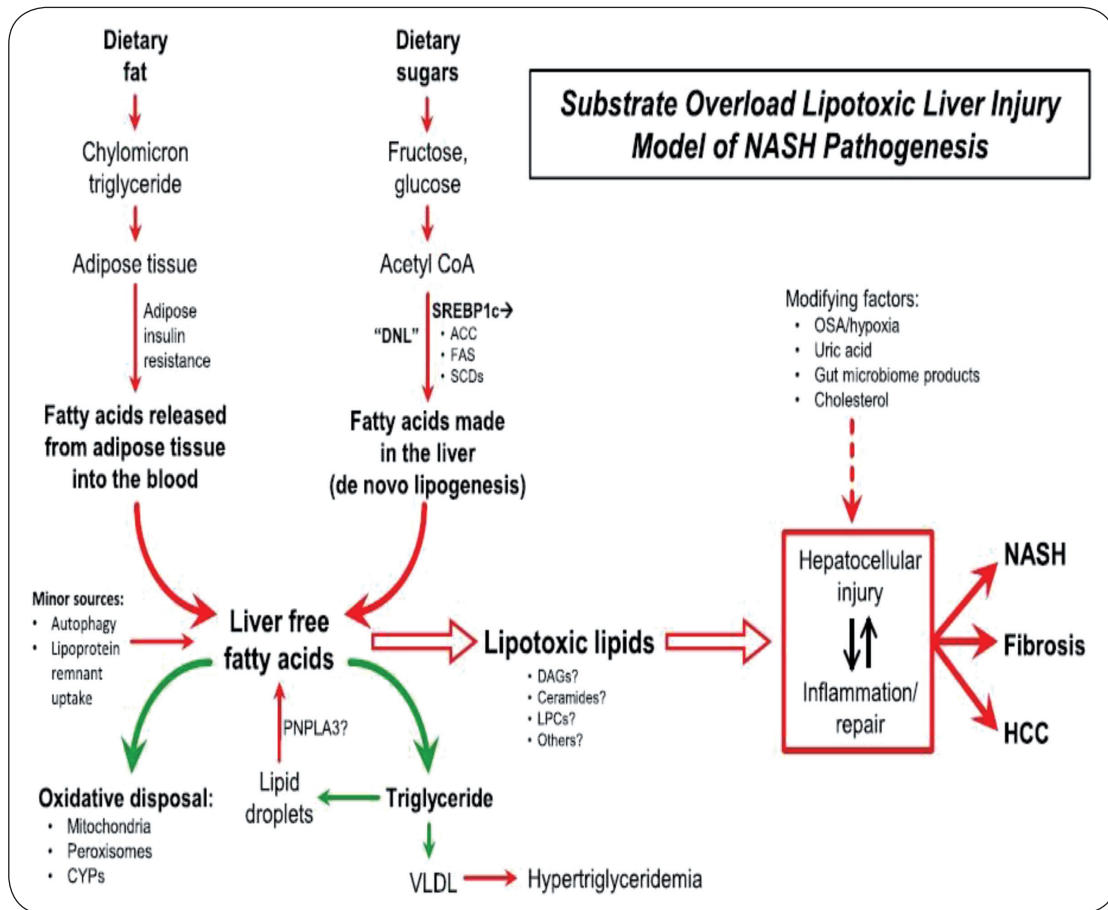 Dietary
fat
Dietary
sugars
Substrate Overload Lipotoxic Liver Injury
Model of NASH Pathogenesis
Chylomicron
triglyceride
Fructose,
glucose
Adipose tissue
Acetyl CoA
Adipose
insulin
resistance
"DNL"
SREBP1c→
• ACC
• FAS
• SCDs
Modifying factors:
• OSA/hypoxia
• Uric acid
• Gut microbiome products
• Cholesterol
Fatty acids released
from adipose tissue
into the blood
Fatty acids made
in the liver
(de novo lipogenesis)
Minor sources:
• Autophagy
• Lipoprotein
remnant
uptake
Liver free
fatty acids
Lipotoxic lipids
• DAGs?
• Ceramides?
• LPCs?
• Others?
Hepatocellular
injury
Inflammation/
repair
NASH
Fibrosis
HCC
PNPLA3?
Oxidative disposal:
• Mitochondria
• Peroxisomes
• CYPs
Lipid
droplets
Triglyceride
VLDL
Hypertriglyceridemia